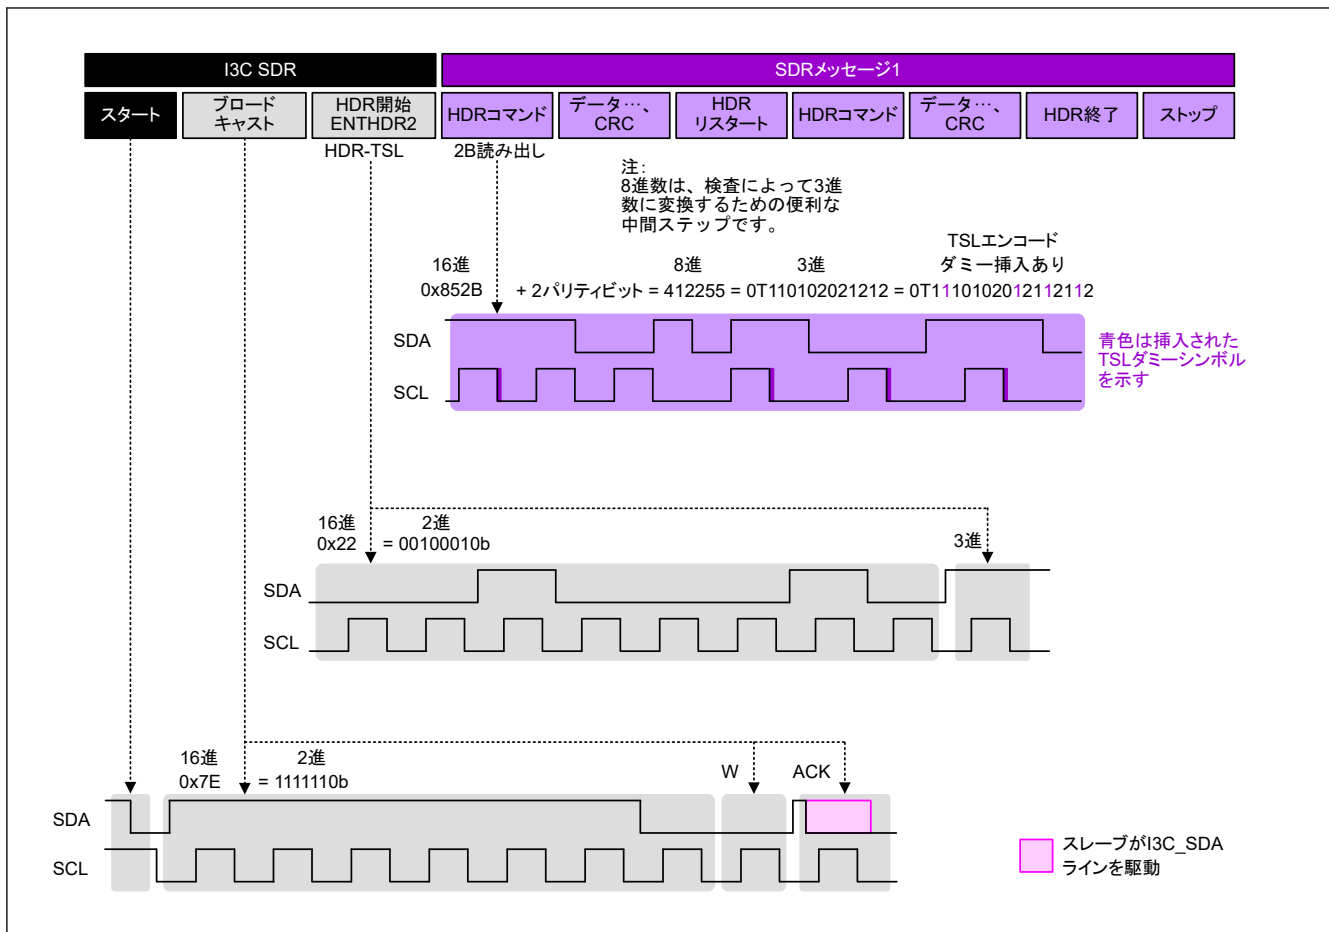 I3C SDR
SDRメッセージ1
スタート
ブロード
キャスト
HDR開始
ENTHDR2
HDRコマンド
データ…、
CRC
HDR
リスタート
HDRコマンド
データ…、
CRC
HDR終了
ストップ
HDR-TSL
2B読み出し
注:
8進数は、検査によって3進
数に変換するための便利な
中間ステップです。
TSLエンコード
ダミー挿入あり
16進
8進
3進
0x852B + 2パリティビット = 412255 = 0T110102021212 = 0T1110102012112112
SDA
SCL
青色は挿入された
TSLダミーシンボル
を示す
16進
2進
0x22 = 00100010b
3進
SDA
SCL
16進
2進
0x7E = 1111110b
W
ACK
SDA
SCL
スレーブがI3C_SDA
ラインを駆動